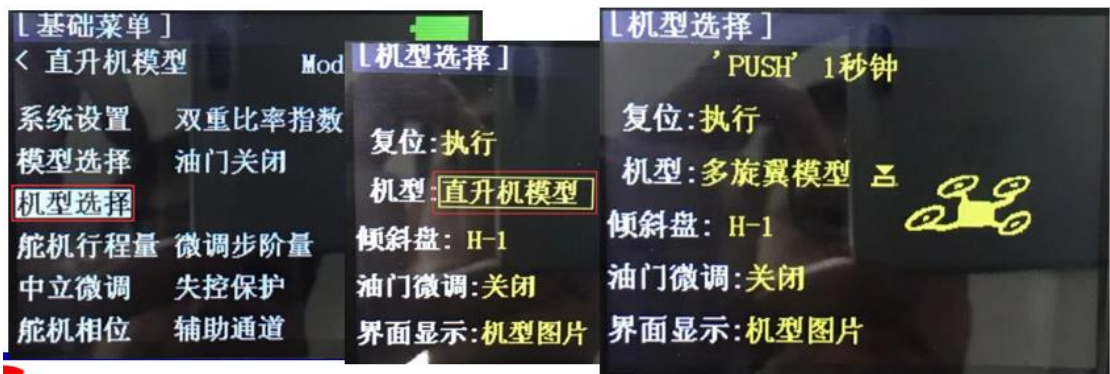 [基础菜单]
< 直升机模型 Mod
系统设置 双重比率指数
模型选择 油门关闭
机型选择
舵机行程量 微调步阶量
中立微调 失控保护
舵机相位 辅助通道
[机型选择]
复位:执行
机型:直升机模型
倾斜盘: H-1
油门微调:关闭
界面显示:机型图片
[机型选择]
'PUSH' 1秒钟
复位:执行
机型:多旋翼模型
倾斜盘: H-1
油门微调:关闭
界面显示:机型图片